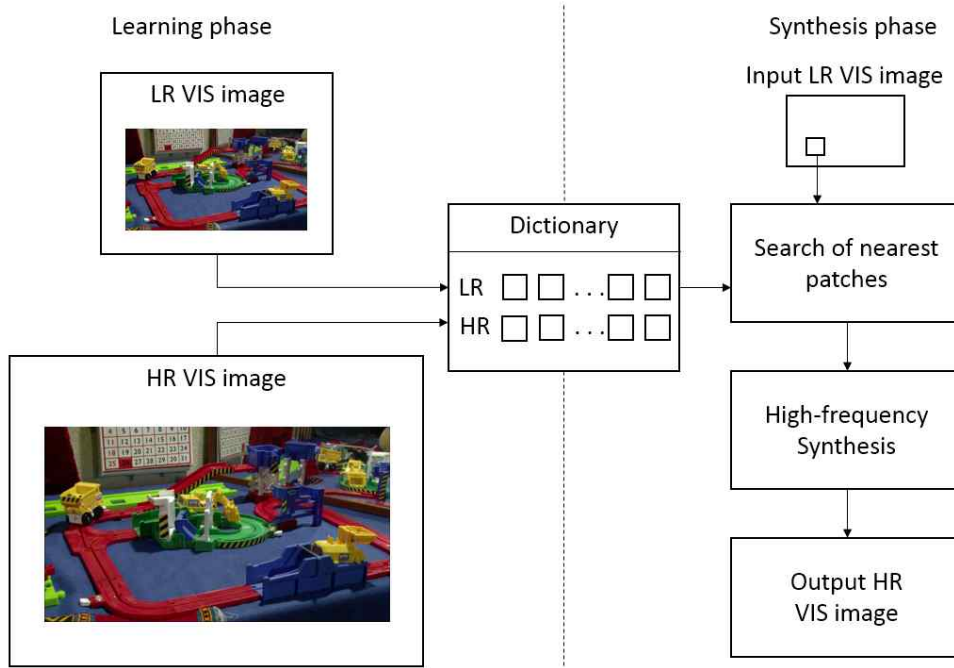 Learning phase
Synthesis phase
LR VIS image
Input LR VIS image
Dictionary
LR
. . .
HR
. . .
Search of nearest
patches
HR VIS image
High-frequency
Synthesis
Output HR
VIS image